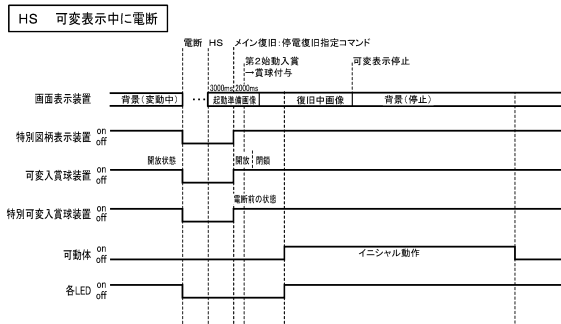 HS 可変表示中に電断
電断 HS メイン復旧:停電復旧指定コマンド
第2始動入賞
→賞球付与
可変表示停止
3000ms 2000ms
画面表示装置 背景(変動中) ・・・ 起動準備画像 復旧中画像 背景(停止)
特別図柄表示装置 on
off
開放状態 開放 閉鎖
可変入賞球装置 on
off
電断前の状態
特別可変入賞球装置 on
off
可動体 on
off
イニシャル動作
各LED on
off